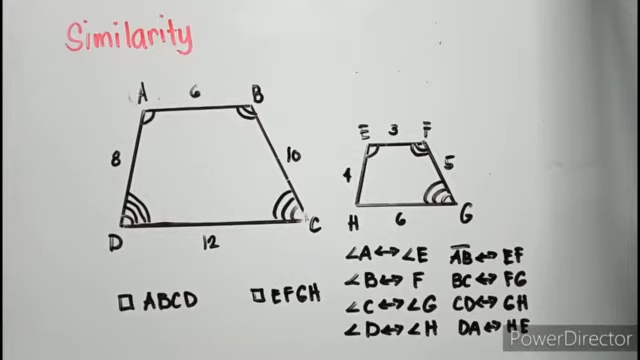 Similarity
A 6 B
8 10
D 12 C
E 3 F
4 5
H 6 G
∠A ↔ ∠E AB ↔ EF
∠B ↔ F BC ↔ FG
∠C ↔ ∠G CD ↔ GH
∠D ↔ ∠H DA ↔ HE
□ ABCD □ EFGH
PowerDirector